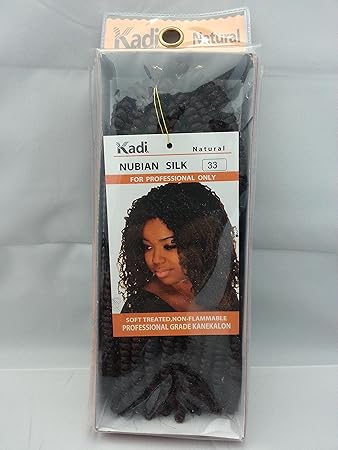 Kadi Natural
Kadi Natural
NUBIAN SILK 33
FOR PROFESSIONAL ONLY
SOFT TREATED,NON-FLAMMABLE
PROFESSIONAL GRADE KANEKALON